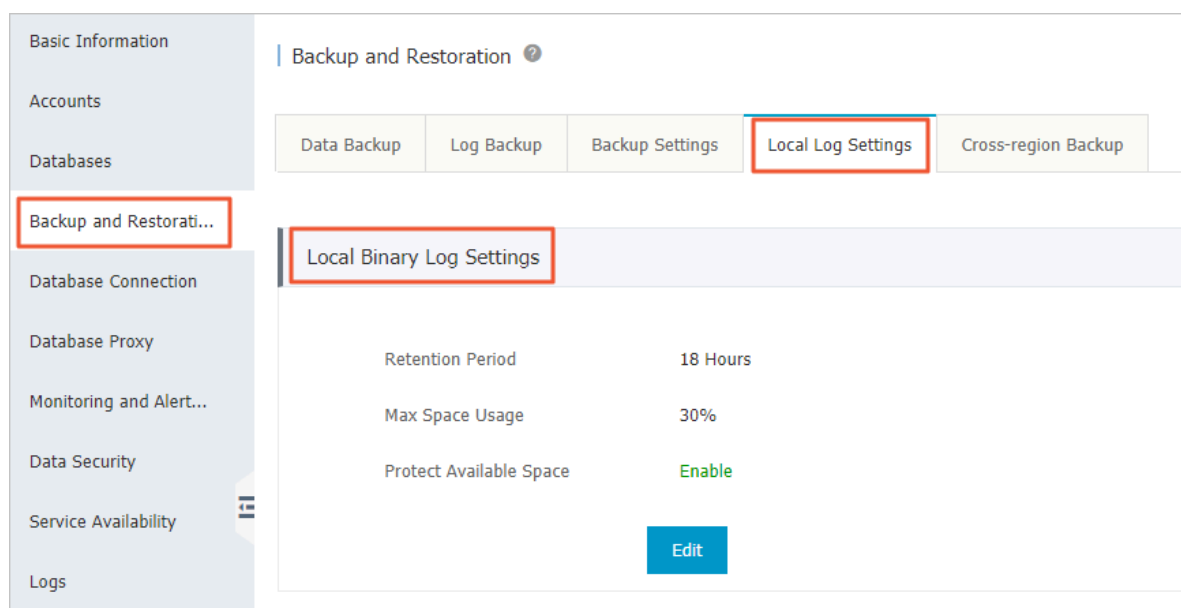 Basic Information
Accounts
Databases
Backup and Restorati...
Database Connection
Database Proxy
Monitoring and Alert...
Data Security
Service Availability
Logs
Backup and Restoration ?
Data Backup Log Backup Backup Settings Local Log Settings Cross-region Backup
Local Binary Log Settings
Retention Period 18 Hours
Max Space Usage 30%
Protect Available Space Enable
Edit